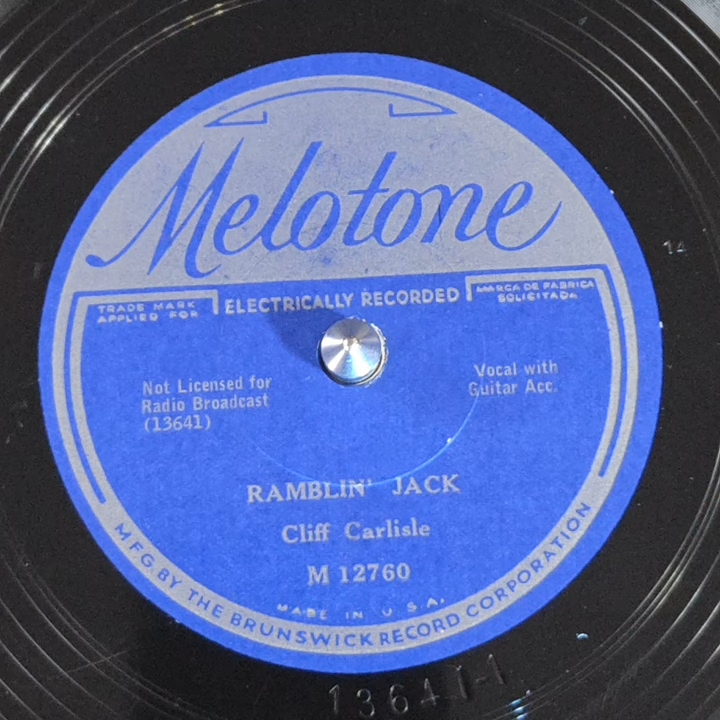 Melotone
TRADE MARK
APPLIED FOR
ELECTRICALLY RECORDED
MARCA DE FABRICA
SOLICITADA
Not Licensed for
Radio Broadcast
(13641)
Vocal with
Guitar Acc.
14
RAMBLIN' JACK
Cliff Carlisle
M 12760
MADE IN U.S.A.
MFG. BY THE BRUNSWICK RECORD CORPORATION
13641-1